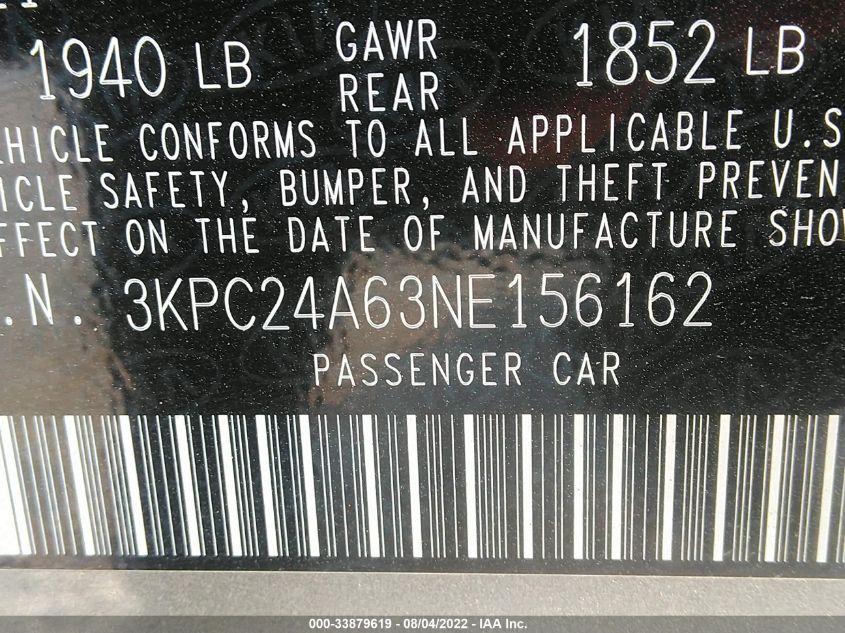 1940 LB GAWR REAR 1852 LB
HICLE CONFORMS TO ALL APPLICABLE U.S
ICLE SAFETY, BUMPER, AND THEFT PREVEN
FFECT ON THE DATE OF MANUFACTURE SHO
.N. 3KPC24A63NE156162
PASSENGER CAR
000-33879619 - 08/04/2022 - IAA Inc.